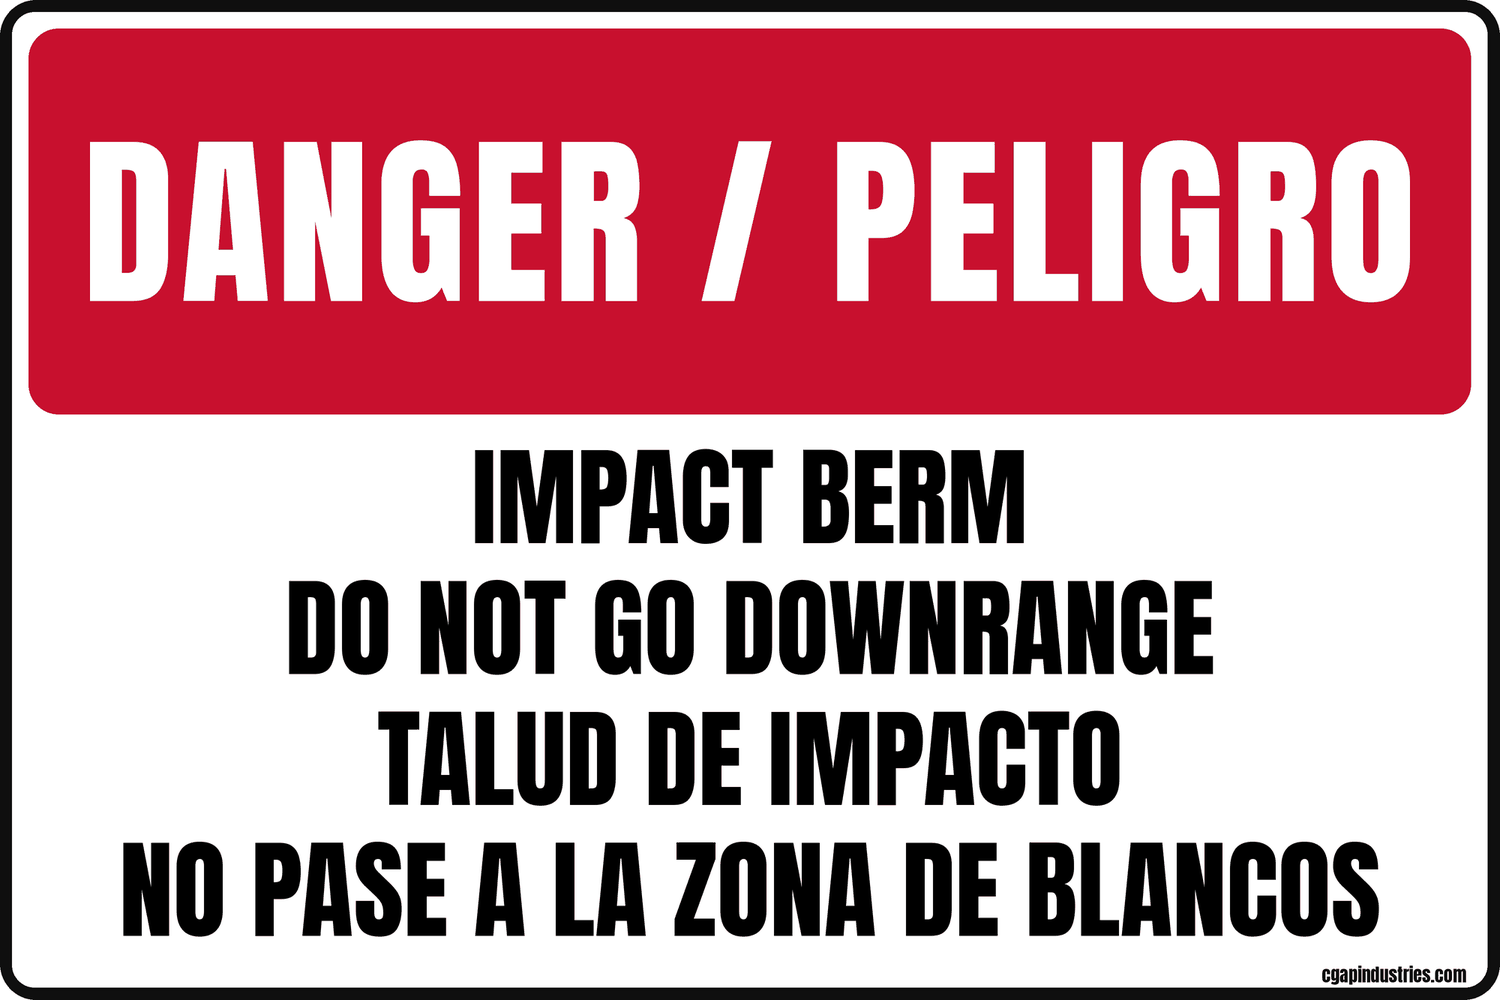 DANGER / PELIGRO
IMPACT BERM
DO NOT GO DOWNRANGE
TALUD DE IMPACTO
NO PASE A LA ZONA DE BLANCOS
cgapindustries.com